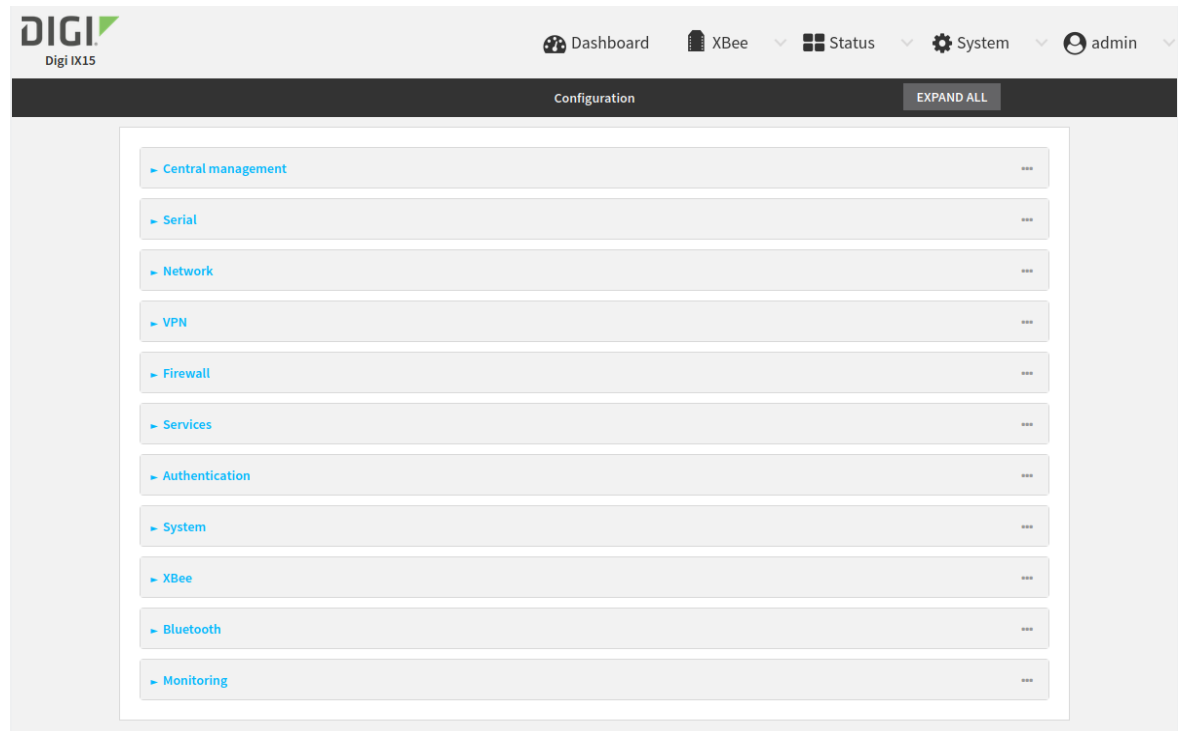 DIGI.
Digi IX15
Dashboard XBee Status System admin
Configuration EXPAND ALL
Central management
Serial
Network
VPN
Firewall
Services
Authentication
System
XBee
Bluetooth
Monitoring